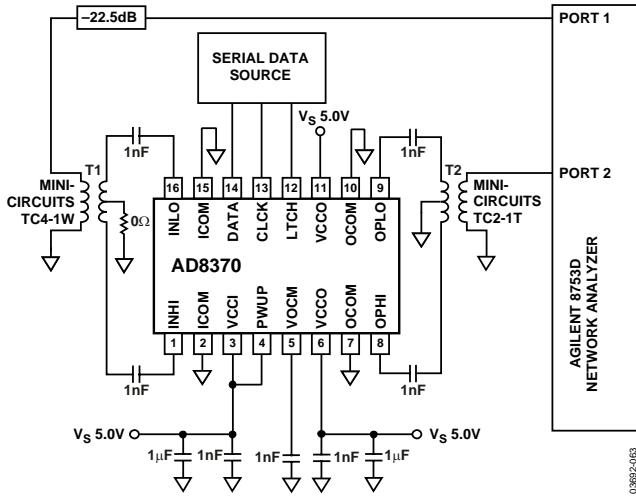 −22.5dB
PORT 1
SERIAL DATA
SOURCE
VS 5.0V
1nF
1nF
T1
T2
PORT 2
MINI-
CIRCUITS
TC4-1W
0Ω
16 15 14 13 12 11 10 9
INLO ICOM DATA CLCK LTCH VCCO OCOM OPLO
MINI-
CIRCUITS
TC2-1T
AD8370
INHI ICOM VCCI PWUP VOCM VCCO OCOM OPHI
1 2 3 4 5 6 7 8
1nF
1nF
VS 5.0V
VS 5.0V
1µF
1nF
1nF
1nF
1µF
AGILENT 8753D
NETWORK ANALYZER
03692-063